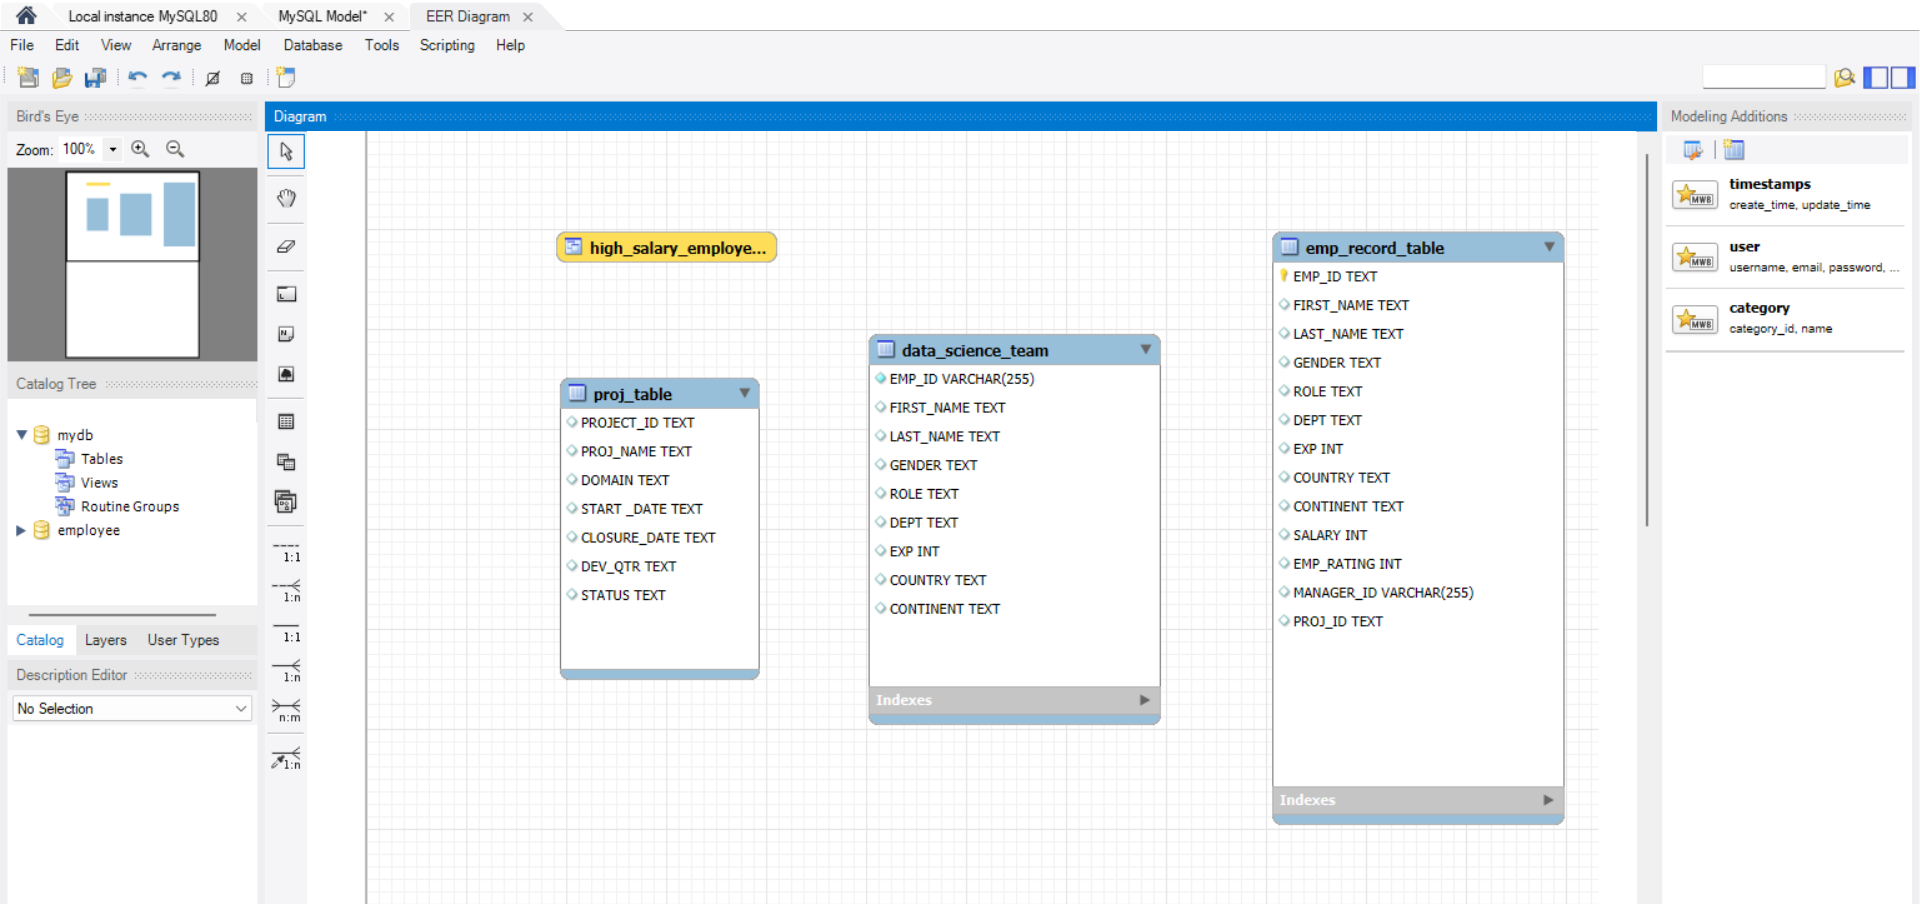 Local instance MySQL80
MySQL Model*
EER Diagram
File Edit View Arrange Model Database Tools Scripting Help
Bird's Eye
Zoom: 100%
Catalog Tree
mydb
Tables
Views
Routine Groups
employee
Catalog Layers User Types
Description Editor
No Selection
Diagram
L
N
1:1
1:n
1:1
1:n
n:m
1:n
high_salary_employe...
proj_table
PROJECT_ID TEXT
PROJ_NAME TEXT
DOMAIN TEXT
START _DATE TEXT
CLOSURE_DATE TEXT
DEV_QTR TEXT
STATUS TEXT
data_science_team
EMP_ID VARCHAR(255)
FIRST_NAME TEXT
LAST_NAME TEXT
GENDER TEXT
ROLE TEXT
DEPT TEXT
EXP INT
COUNTRY TEXT
CONTINENT TEXT
Indexes
emp_record_table
EMP_ID TEXT
FIRST_NAME TEXT
LAST_NAME TEXT
GENDER TEXT
ROLE TEXT
DEPT TEXT
EXP INT
COUNTRY TEXT
CONTINENT TEXT
SALARY INT
EMP_RATING INT
MANAGER_ID VARCHAR(255)
PROJ_ID TEXT
Indexes
Modeling Additions
MWB
timestamps
create_time, update_time
MWB
user
username, email, password, ...
MWB
category
category_id, name